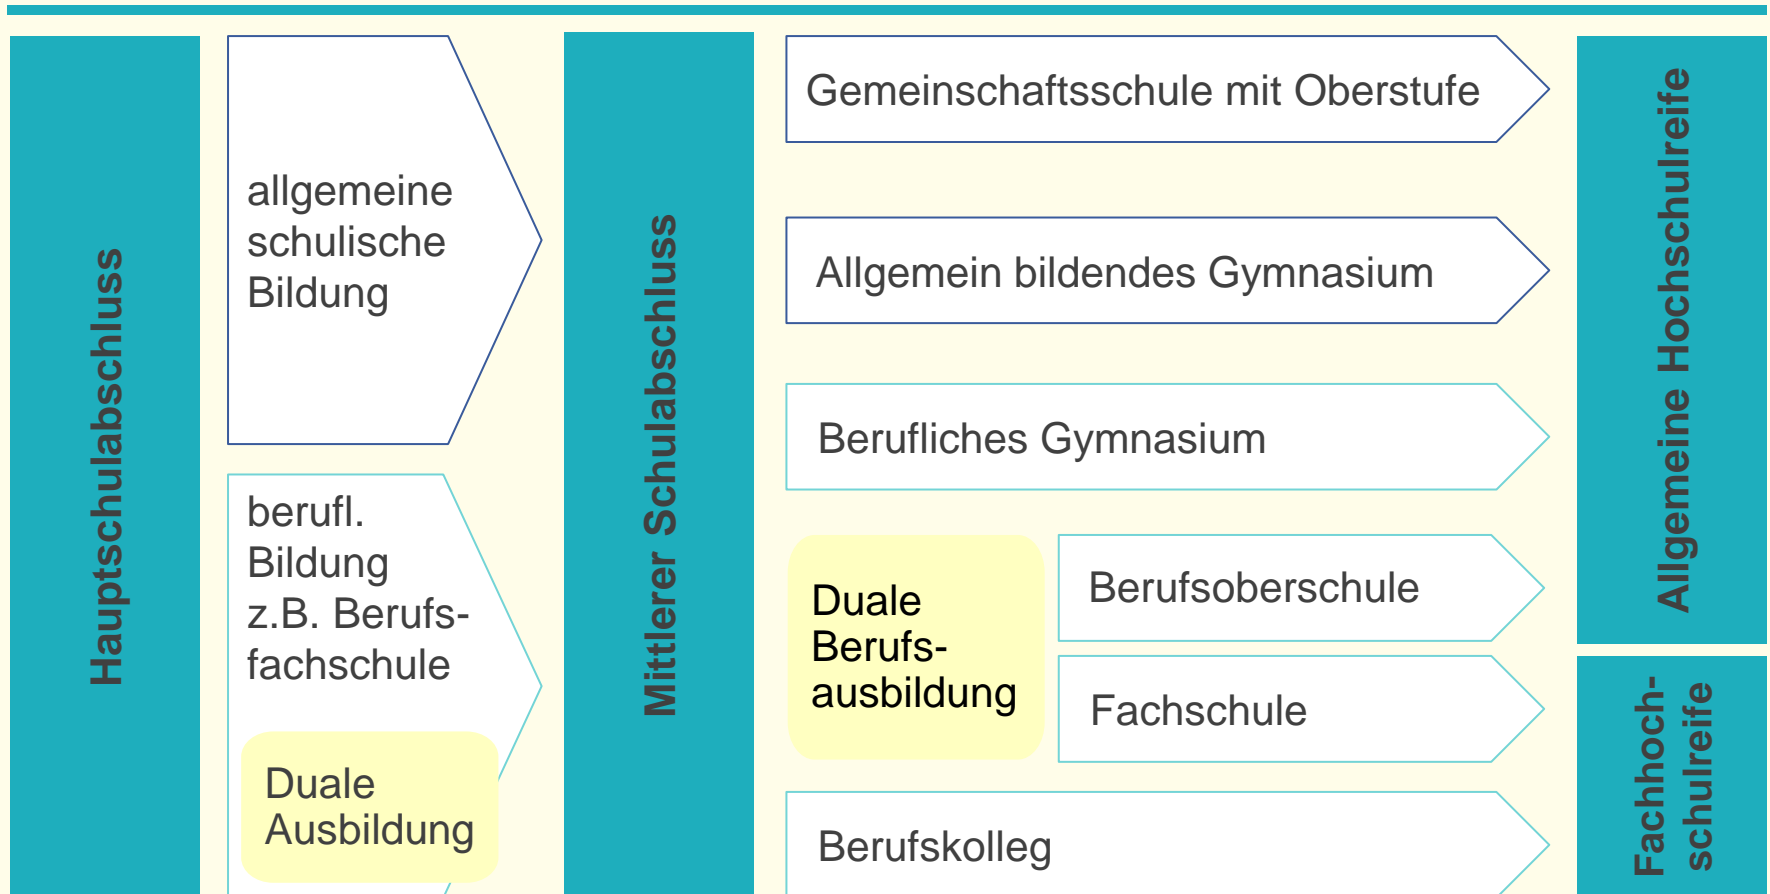 Hauptschulabschluss
allgemeine
schulische
Bildung
berufl.
Bildung
z.B. Berufs-
fachschule
Duale
Ausbildung
Mittlerer Schulabschluss
Gemeinschaftsschule mit Oberstufe
Allgemein bildendes Gymnasium
Berufliches Gymnasium
Duale
Berufs-
ausbildung
Berufsoberschule
Fachschule
Berufskolleg
Allgemeine Hochschulreife
Fachhoch-
schulreife